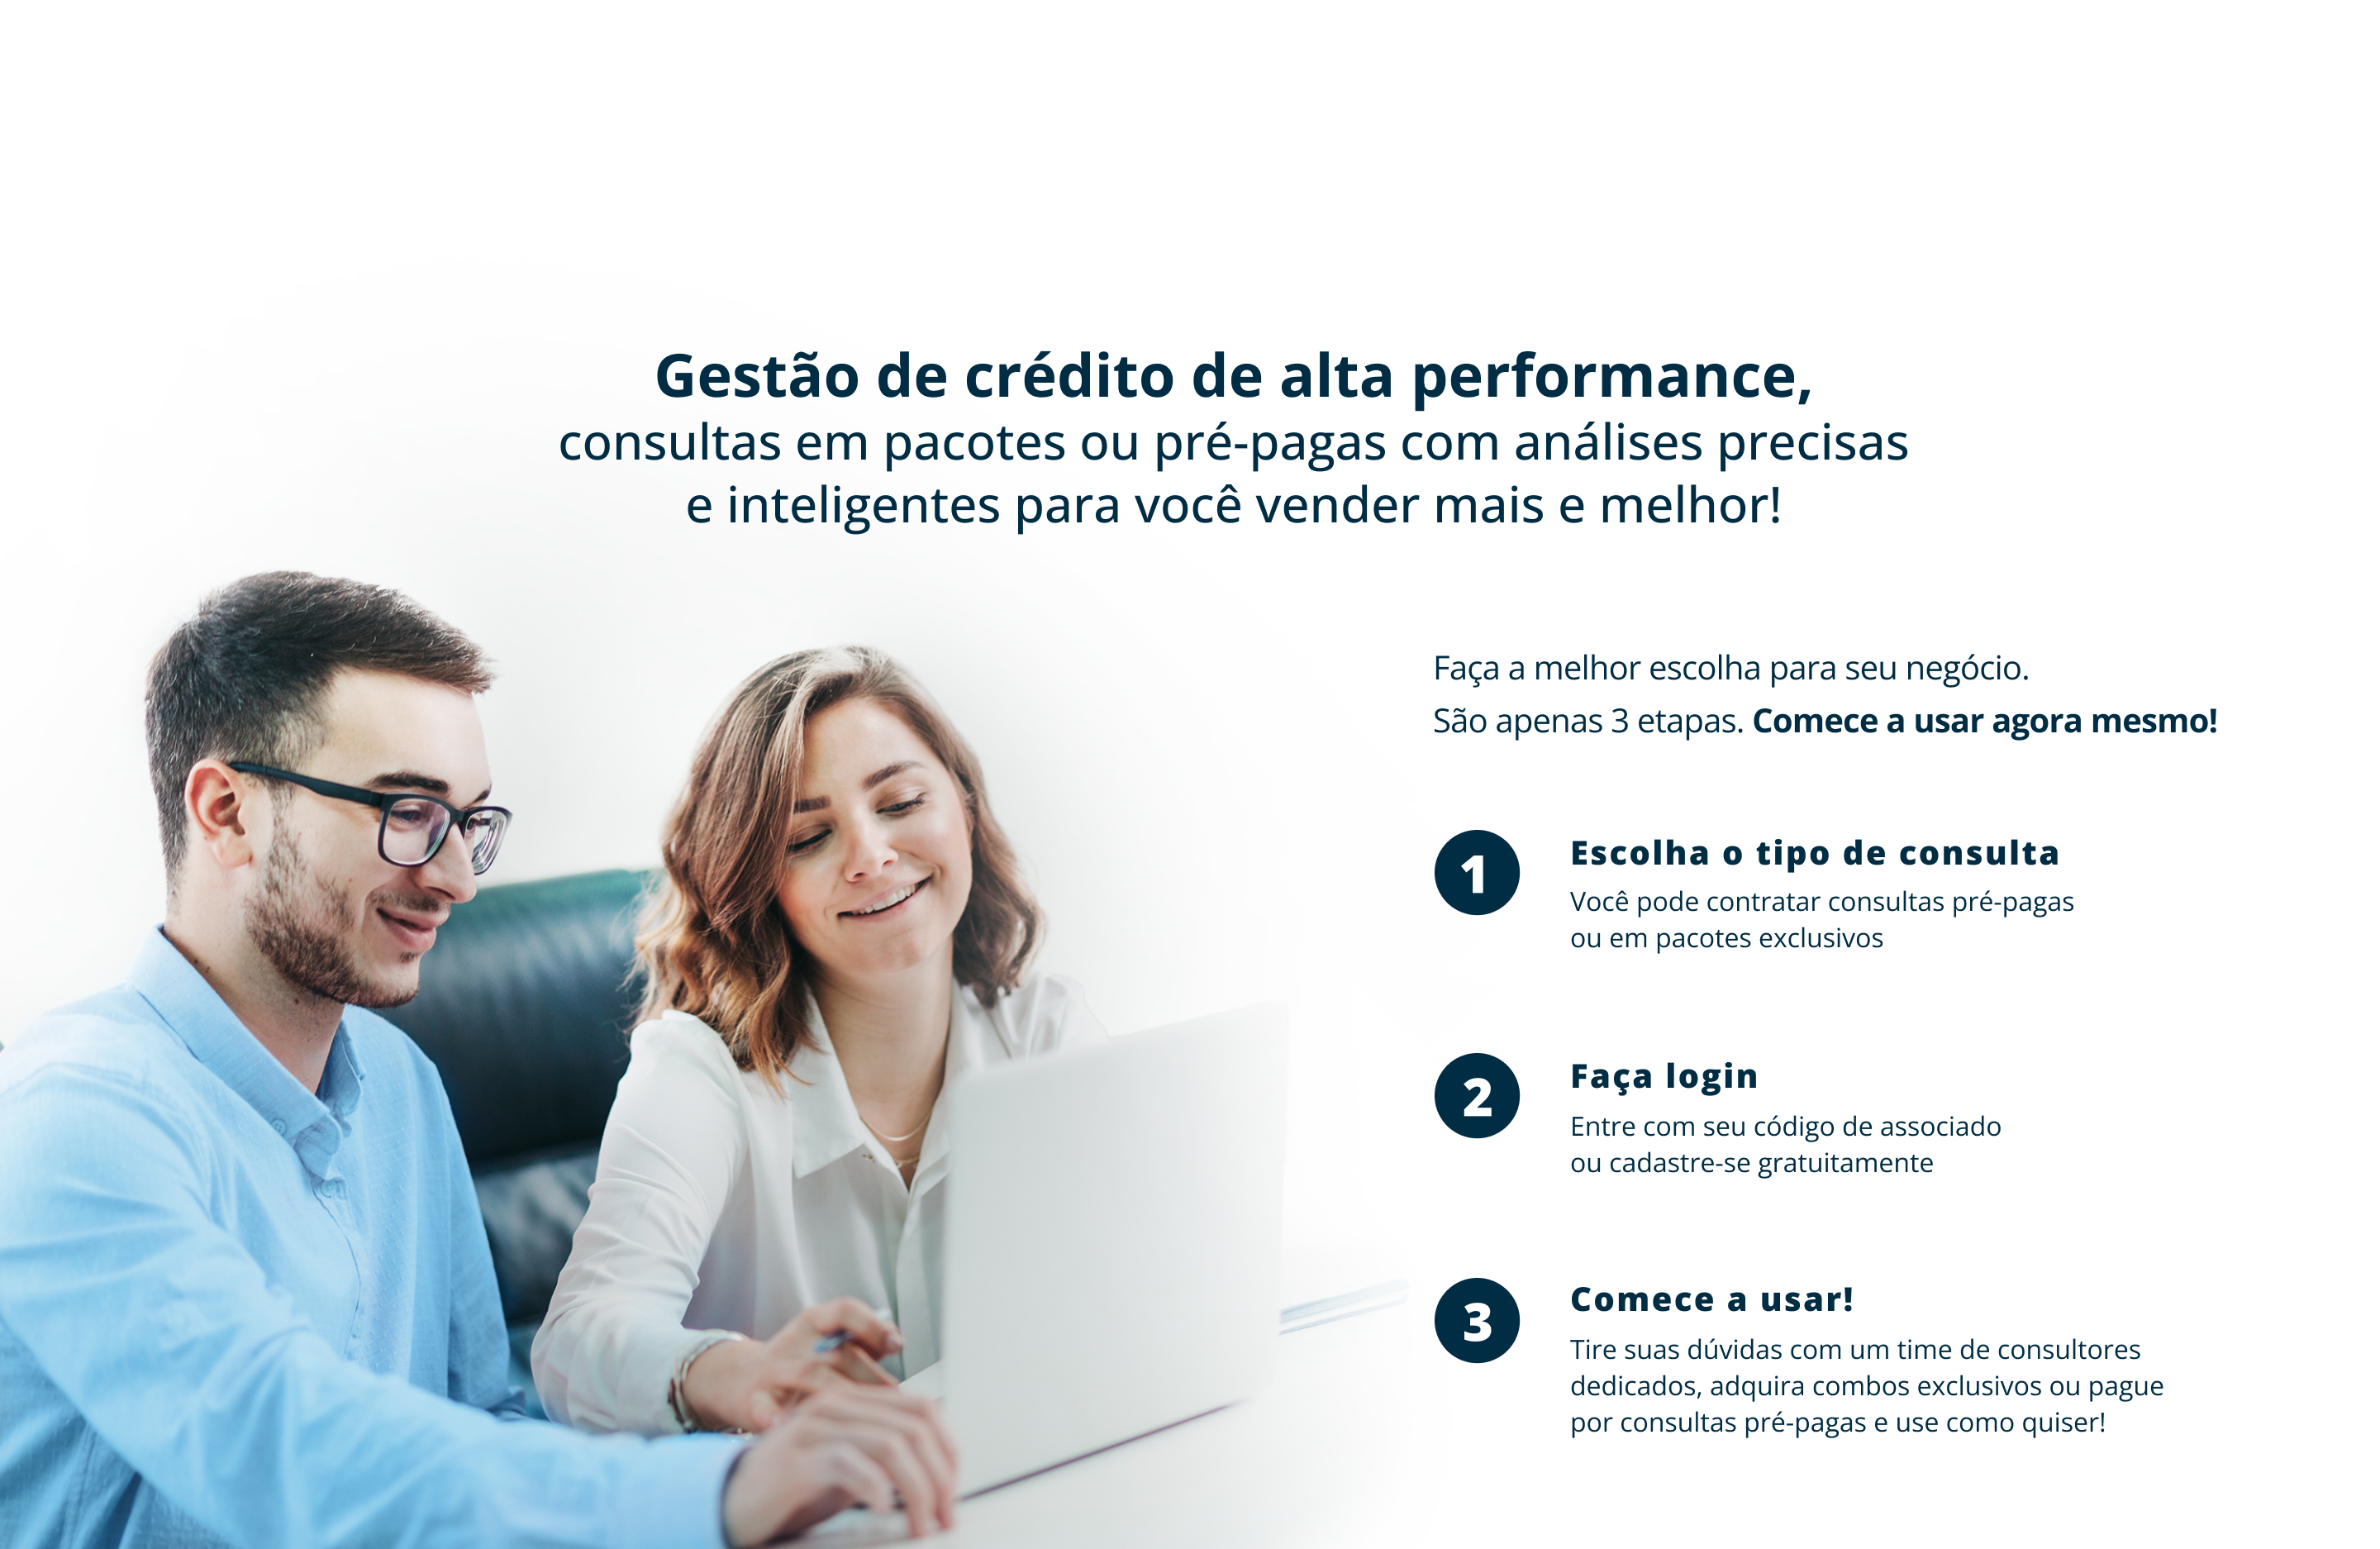 Gestão de crédito de alta performance,
consultas em pacotes ou pré-pagas com análises precisas
e inteligentes para você vender mais e melhor!
Faça a melhor escolha para seu negócio.
São apenas 3 etapas. Comece a usar agora mesmo!
1
Escolha o tipo de consulta
Você pode contratar consultas pré-pagas
ou em pacotes exclusivos
2
Faça login
Entre com seu código de associado
ou cadastre-se gratuitamente
3
Comece a usar!
Tire suas dúvidas com um time de consultores
dedicados, adquira combos exclusivos ou pague
por consultas pré-pagas e use como quiser!